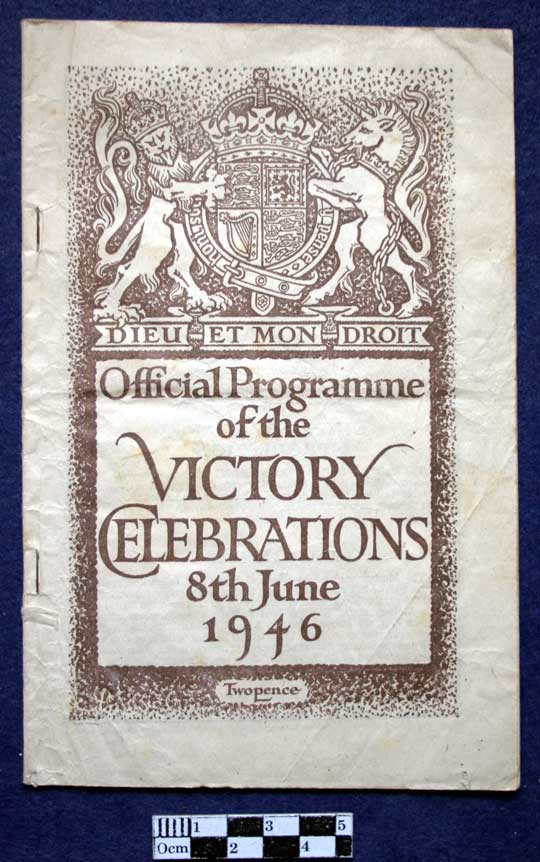 DIEU ET MON DROIT
Official Programme
of the
VICTORY
CELEBRATIONS
8th June
1946
Twopence
1 3 5
0cm 2 4